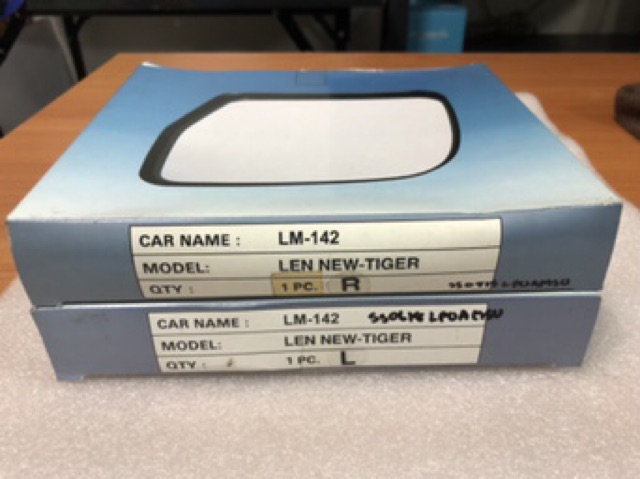 CAR NAME : LM-142
MODEL: LEN NEW-TIGER
QTY : 1 PC. R
CAR NAME : LM-142
MODEL: LEN NEW-TIGER
QTY : 1 PC. L